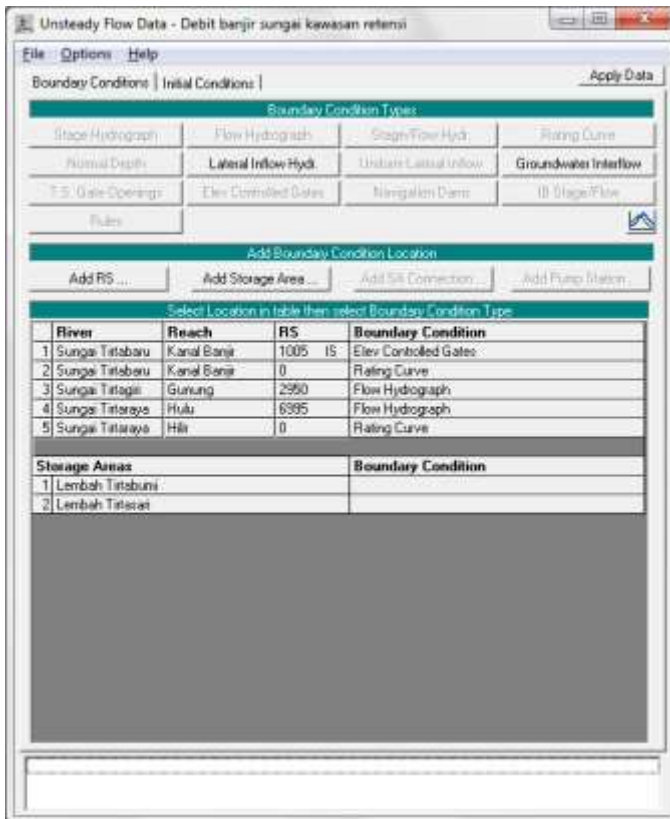 Unsteady Flow Data - Debit banjir sungai kawasan retensi
File Options Help
Boundary Conditions Initial Conditions Apply Data
Boundary Condition Types
Stage Hydrograph Flow Hydrograph Stage/Flow Hydr. Rating Curve
Normal Depth Lateral Inflow Hydr. Uniform Lateral Inflow Groundwater Interflow
T.S. Gate Openings Elev Controlled Gates Navigation Dams IB Stage/Flow
Rules
Add Boundary Condition Location
Add RS ... Add Storage Area ... Add SA Connection ... Add Pump Station ...
Select Location in table then select Boundary Condition Type
River Reach RS Boundary Condition
1 Sungai Tirtabaru Kanal Banjir 1005 IS Elev Controlled Gates
2 Sungai Tirtabaru Kanal Banjir 0 Rating Curve
3 Sungai Tirtagiri Gunung 2950 Flow Hydrograph
4 Sungai Tirtaraya Hulu 6995 Flow Hydrograph
5 Sungai Tirtaraya Hilir 0 Rating Curve
Storage Areas Boundary Condition
1 Lembah Tirtabumi
2 Lembah Tirtasari